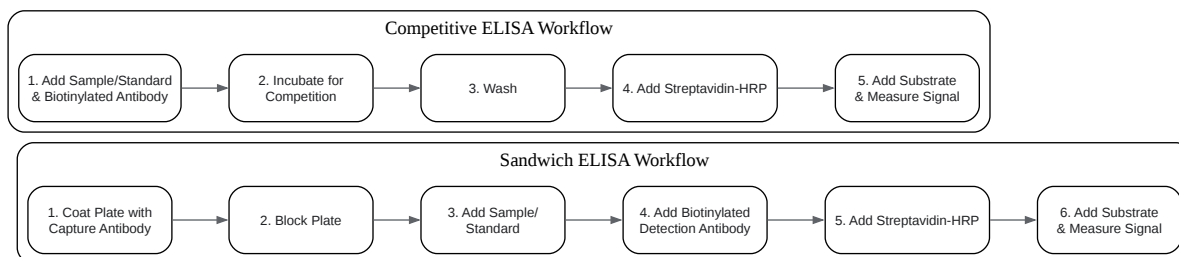 Competitive ELISA Workflow
1. Add Sample/Standard
& Biotinylated Antibody
2. Incubate for
Competition
3. Wash
4. Add Streptavidin-HRP
5. Add Substrate
& Measure Signal
Sandwich ELISA Workflow
1. Coat Plate with
Capture Antibody
2. Block Plate
3. Add Sample/
Standard
4. Add Biotinylated
Detection Antibody
5. Add Streptavidin-HRP
6. Add Substrate
& Measure Signal